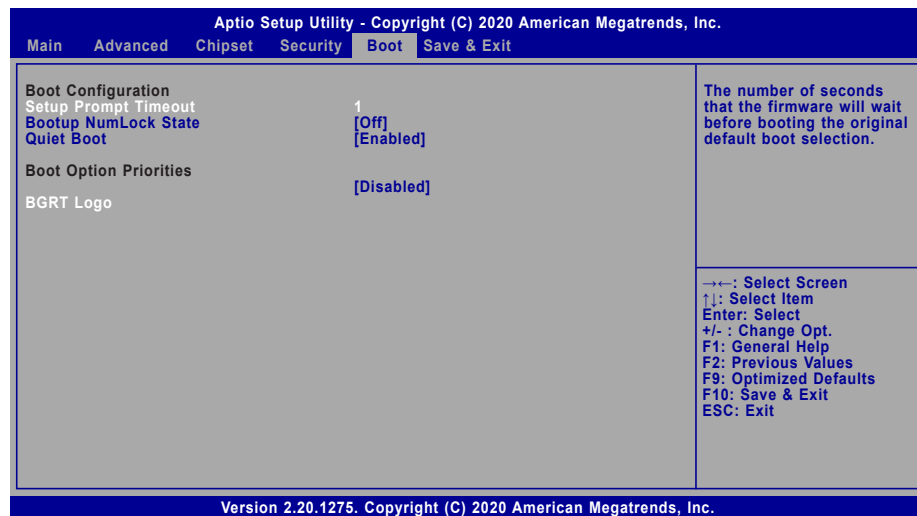 Aptio Setup Utility - Copyright (C) 2020 American Megatrends, Inc.
Main Advanced Chipset Security Boot Save & Exit
Boot Configuration
Setup Prompt Timeout 1
Bootup NumLock State [Off]
Quiet Boot [Enabled]
Boot Option Priorities
[Disabled]
BGRT Logo
The number of seconds
that the firmware will wait
before booting the original
default boot selection.
→←: Select Screen
↑↓: Select Item
Enter: Select
+/- : Change Opt.
F1: General Help
F2: Previous Values
F9: Optimized Defaults
F10: Save & Exit
ESC: Exit
Version 2.20.1275. Copyright (C) 2020 American Megatrends, Inc.